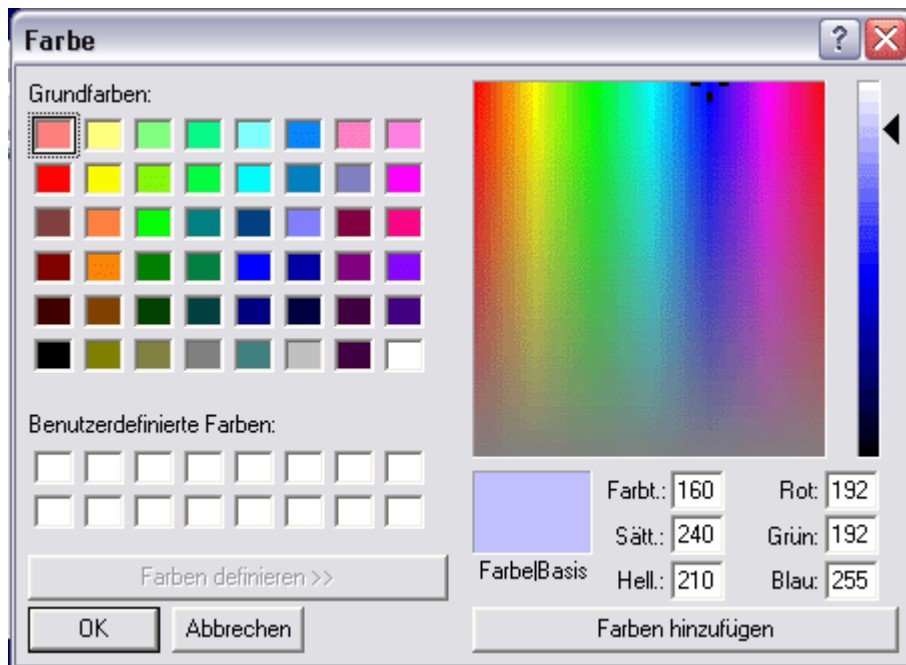 Farbe
Grundfarben:
Benutzerdefinierte Farben:
Farben definieren >>
OK
Abbrechen
Farbe|Basis
Farbt.: 160
Sätt.: 240
Hell.: 210
Rot: 192
Grün: 192
Blau: 255
Farben hinzufügen